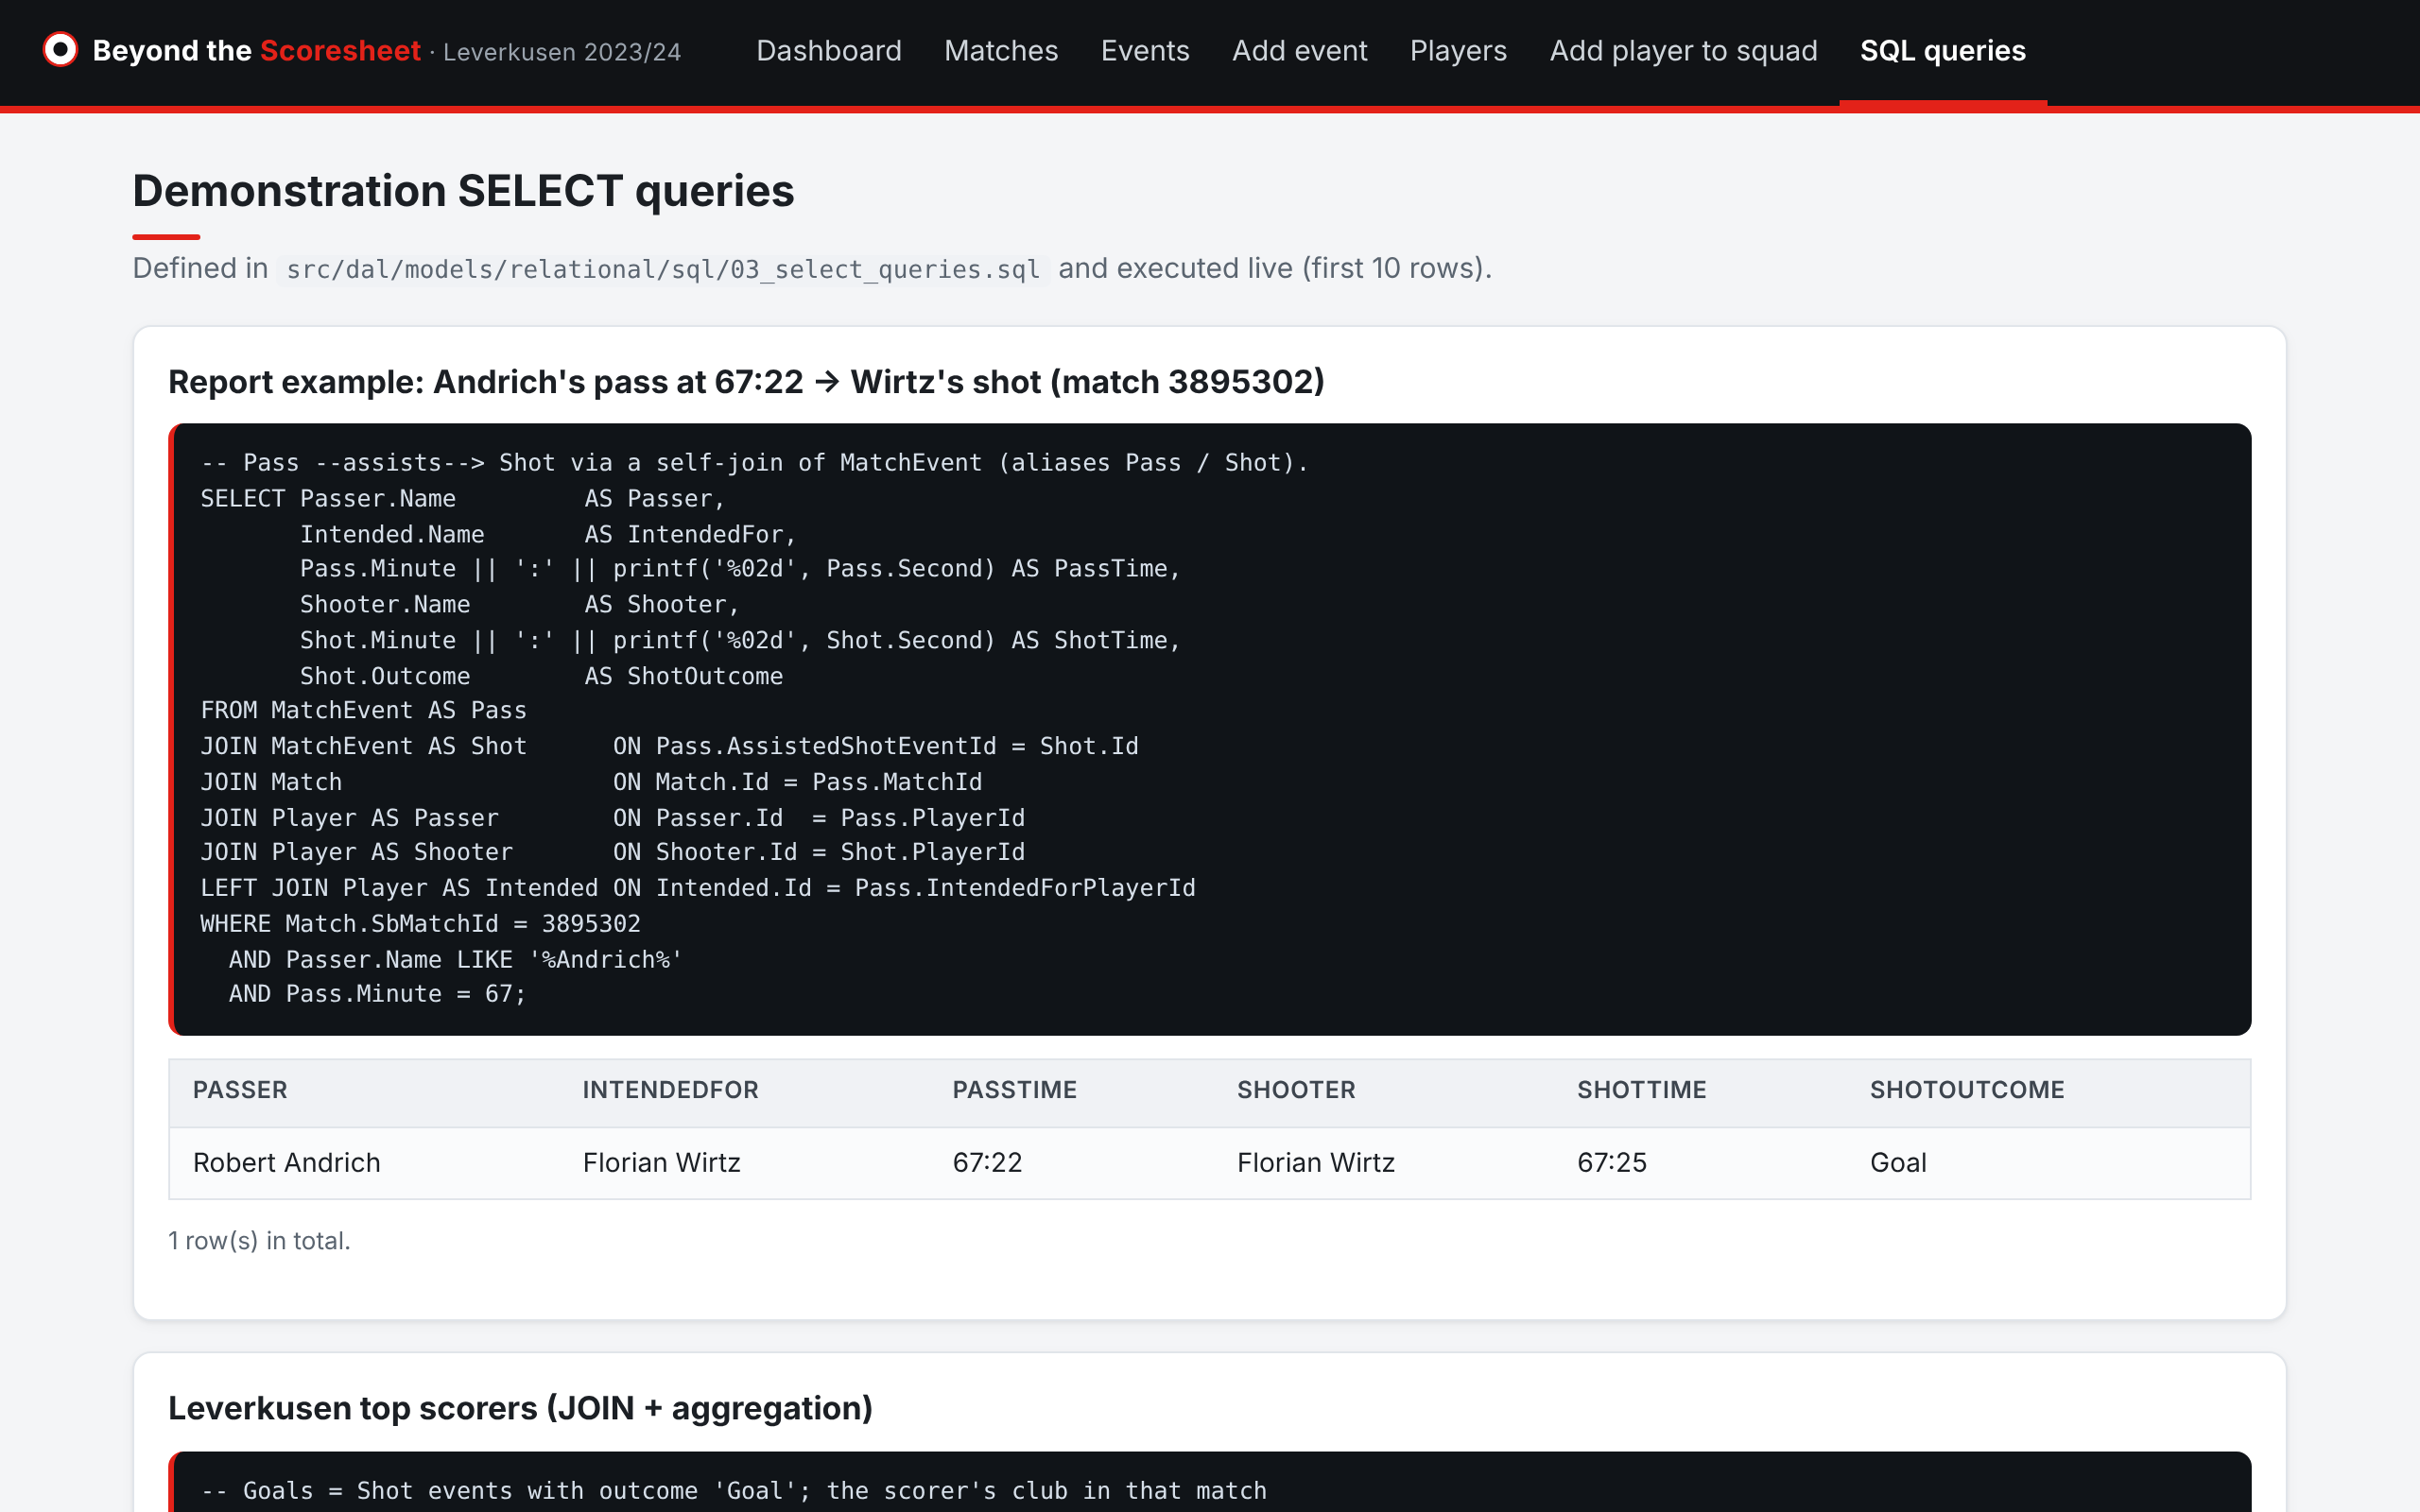 Beyond the Scoresheet · Leverkusen 2023/24 Dashboard Matches Events Add event Players Add player to squad SQL queries
Demonstration SELECT queries
Defined in src/dal/models/relational/sql/03_select_queries.sql and executed live (first 10 rows).
Report example: Andrich's pass at 67:22 → Wirtz's shot (match 3895302)
-- Pass --assists--> Shot via a self-join of MatchEvent (aliases Pass / Shot).
SELECT Passer.Name         AS Passer,
       Intended.Name       AS IntendedFor,
       Pass.Minute || ':' || printf('%02d', Pass.Second) AS PassTime,
       Shooter.Name        AS Shooter,
       Shot.Minute || ':' || printf('%02d', Shot.Second) AS ShotTime,
       Shot.Outcome        AS ShotOutcome
FROM MatchEvent AS Pass
JOIN MatchEvent AS Shot      ON Pass.AssistedShotEventId = Shot.Id
JOIN Match                   ON Match.Id = Pass.MatchId
JOIN Player AS Passer        ON Passer.Id  = Pass.PlayerId
JOIN Player AS Shooter       ON Shooter.Id = Shot.PlayerId
LEFT JOIN Player AS Intended ON Intended.Id = Pass.IntendedForPlayerId
WHERE Match.SbMatchId = 3895302
  AND Passer.Name LIKE '%Andrich%'
  AND Pass.Minute = 67;
PASSER INTENDEDFOR PASSTIME SHOOTER SHOTTIME SHOTOUTCOME
Robert Andrich Florian Wirtz 67:22 Florian Wirtz 67:25 Goal
1 row(s) in total.
Leverkusen top scorers (JOIN + aggregation)
-- Goals = Shot events with outcome 'Goal'; the scorer's club in that match